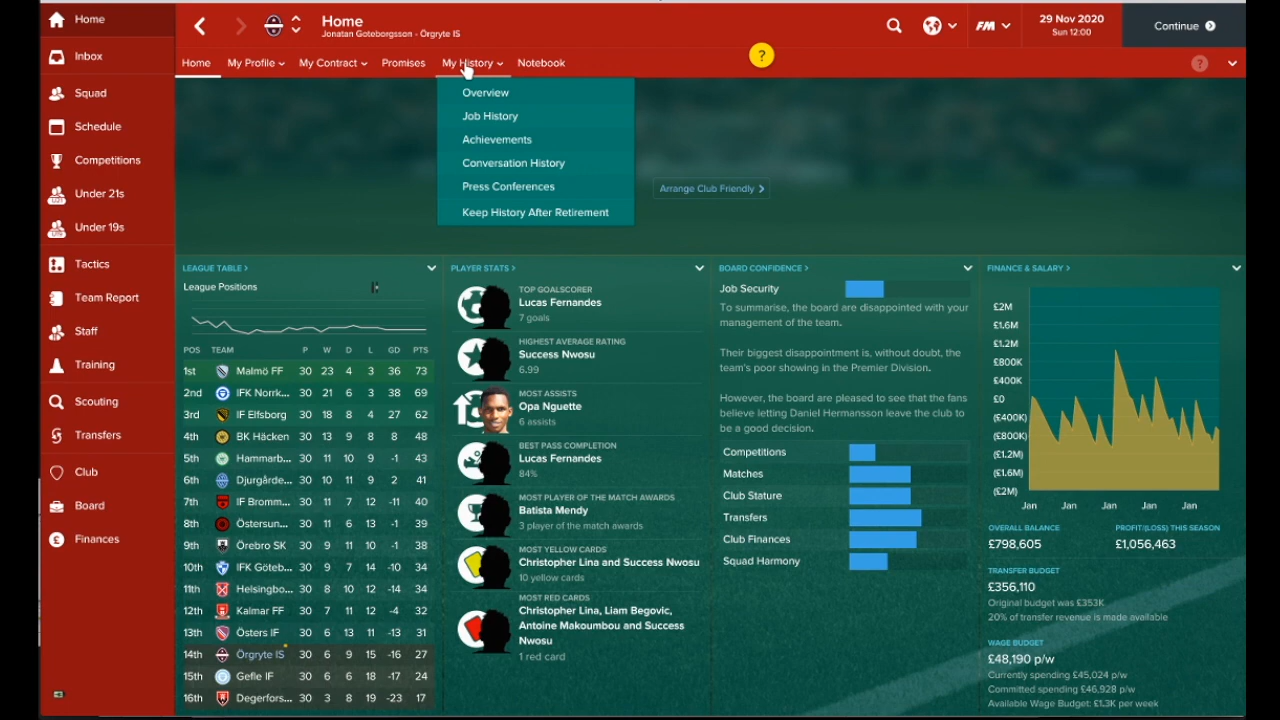 Home
Inbox
Squad
Schedule
Competitions
Under 21s
Under 19s
Tactics
Team Report
Staff
Training
Scouting
Transfers
Club
Board
Finances
Home
Jonatan Goteborgsson - Örgryte IS
FM
29 Nov 2020
Sun 12:00
Continue
Home My Profile My Contract Promises My History Notebook
?
?
Overview
Job History
Achievements
Conversation History
Press Conferences
Keep History After Retirement
Arrange Club Friendly
LEAGUE TABLE
League Positions
POS TEAM P W D L GD PTS
1st Malmö FF 30 23 4 3 36 73
2nd IFK Norrk... 30 21 6 3 38 69
3rd IF Elfsborg 30 18 8 4 27 62
4th BK Häcken 30 13 9 8 8 48
5th Hammarb... 30 11 10 9 -1 43
6th Djurgårde... 30 10 11 9 2 41
7th IF Bromm... 30 11 7 12 -11 40
8th Östersun... 30 11 6 13 -1 39
9th Örebro SK 30 9 11 10 -1 38
10th IFK Göteb... 30 9 7 14 -10 34
11th Helsingbo... 30 8 10 12 -14 34
12th Kalmar FF 30 7 11 12 -4 32
13th Östers IF 30 6 13 11 -13 31
14th Örgryte IS 30 6 9 15 -16 27
15th Gefle IF 30 6 6 18 -17 24
16th Degerfors... 30 3 8 19 -23 17
PLAYER STATS
TOP GOALSCORER
Lucas Fernandes
7 goals
HIGHEST AVERAGE RATING
Success Nwosu
6.99
MOST ASSISTS
Opa Nguette
6 assists
BEST PASS COMPLETION
Lucas Fernandes
84%
MOST PLAYER OF THE MATCH AWARDS
Batista Mendy
3 player of the match awards
MOST YELLOW CARDS
Christopher Lina and Success Nwosu
10 yellow cards
MOST RED CARDS
Christopher Lina, Liam Begovic,
Antoine Makoumbou and Success
Nwosu
1 red card
BOARD CONFIDENCE
Job Security
To summarise, the board are disappointed with your
management of the team.
Their biggest disappointment is, without doubt, the
team's poor showing in the Premier Division.
However, the board are pleased to see that the fans
believe letting Daniel Hermansson leave the club to
be a good decision.
Competitions
Matches
Club Stature
Transfers
Club Finances
Squad Harmony
FINANCE & SALARY
£2M
£1.6M
£1.2M
£800K
£400K
£0
(£400K)
(£800K)
(£1.2M)
(£1.6M)
(£2M)
Jan Jan Jan Jan Jan
OVERALL BALANCE PROFIT/(LOSS) THIS SEASON
£798,605 £1,056,463
TRANSFER BUDGET
£356,110
Original budget was £353K
20% of transfer revenue is made available
WAGE BUDGET
£48,190 p/w
Currently spending £45,024 p/w
Committed spending £46,928 p/w
Available Wage Budget: £1.3K per week